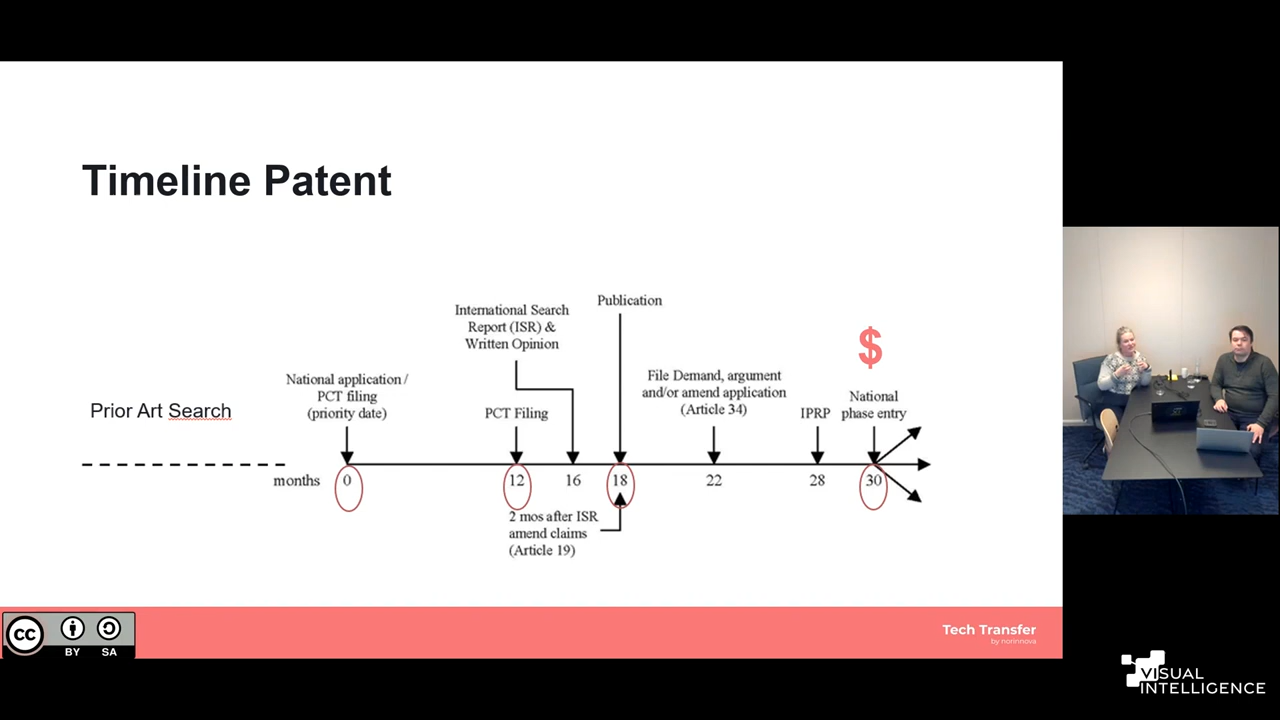 Timeline Patent
Publication
International Search
Report (ISR) &
Written Opinion
$
File Demand, argument
and/or amend application
(Article 34)
National application /
PCT filing
(priority date)
National
phase entry
Prior Art Search
PCT Filing
IPRP
months
0
12
16
18
22
28
30
2 mos after ISR
amend claims
(Article 19)
Tech Transfer
by norinnova
cc
BY
SA
VISUAL
INTELLIGENCE